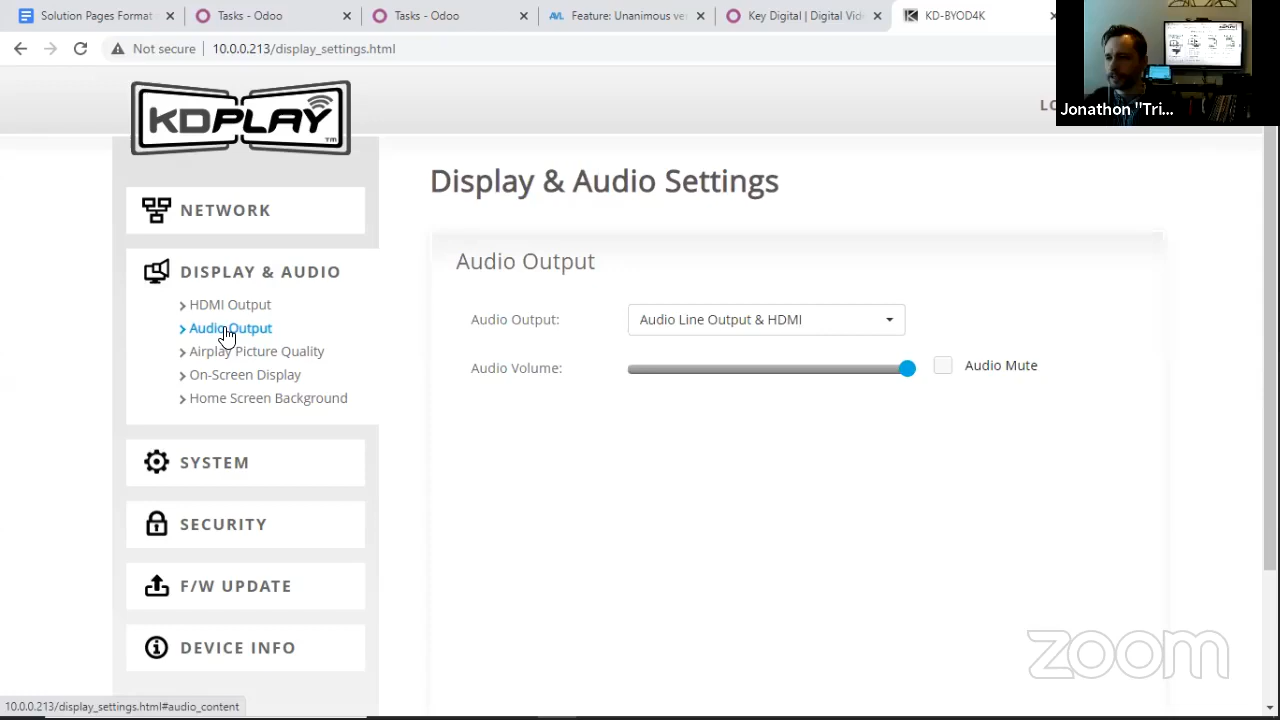 Solution Pages Format
Tasks - Odoo
Tasks - Odoo
Feature: Unanimous ve
Key Digital | Digital Vid
KD-BYOD4K
Not secure
10.0.0.213/display_settings.html
Jonathon "Tri...
KDPLAY
TM
NETWORK
DISPLAY & AUDIO
HDMI Output
Audio Output
Airplay Picture Quality
On-Screen Display
Home Screen Background
SYSTEM
SECURITY
F/W UPDATE
DEVICE INFO
Display & Audio Settings
Audio Output
Audio Output:
Audio Line Output & HDMI
Audio Volume:
Audio Mute
zoom
10.0.0.213/display_settings.html#audio_content